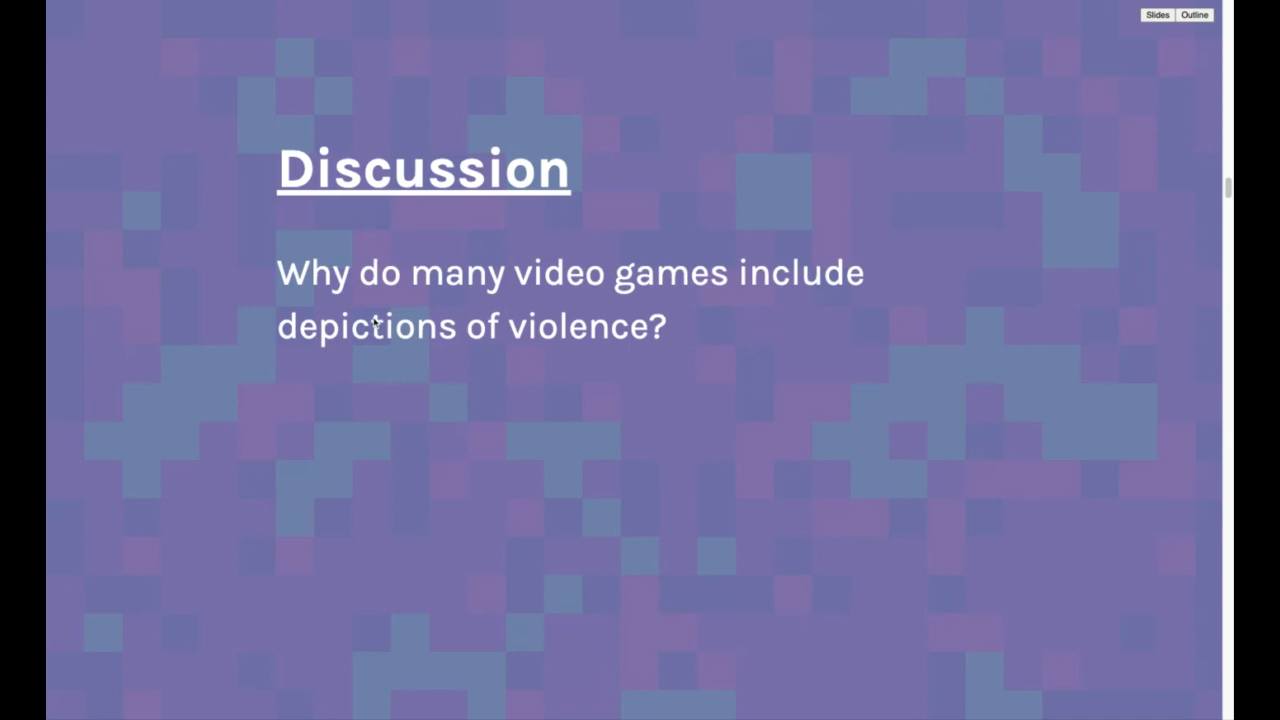 Slides Outline
Discussion
Why do many video games include
depictions of violence?